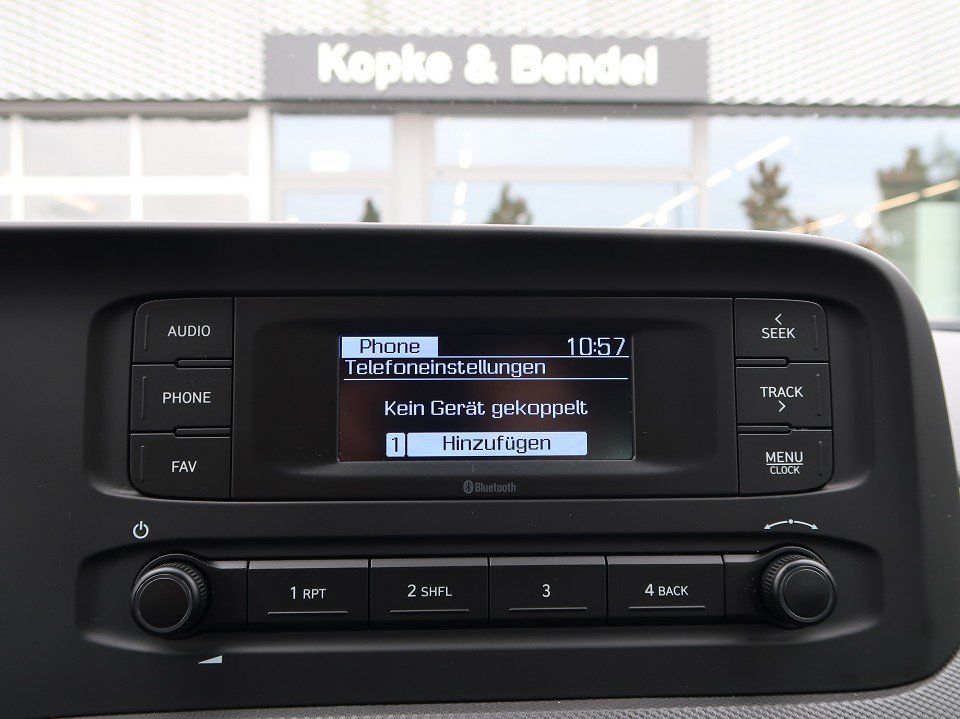 Kopke & Bendel
AUDIO
PHONE
FAV
Phone 10:57
Telefoneinstellungen
Kein Gerät gekoppelt
1 Hinzufügen
Bluetooth
< SEEK
TRACK >
MENU
CLOCK
1 RPT
2 SHFL
3
4 BACK